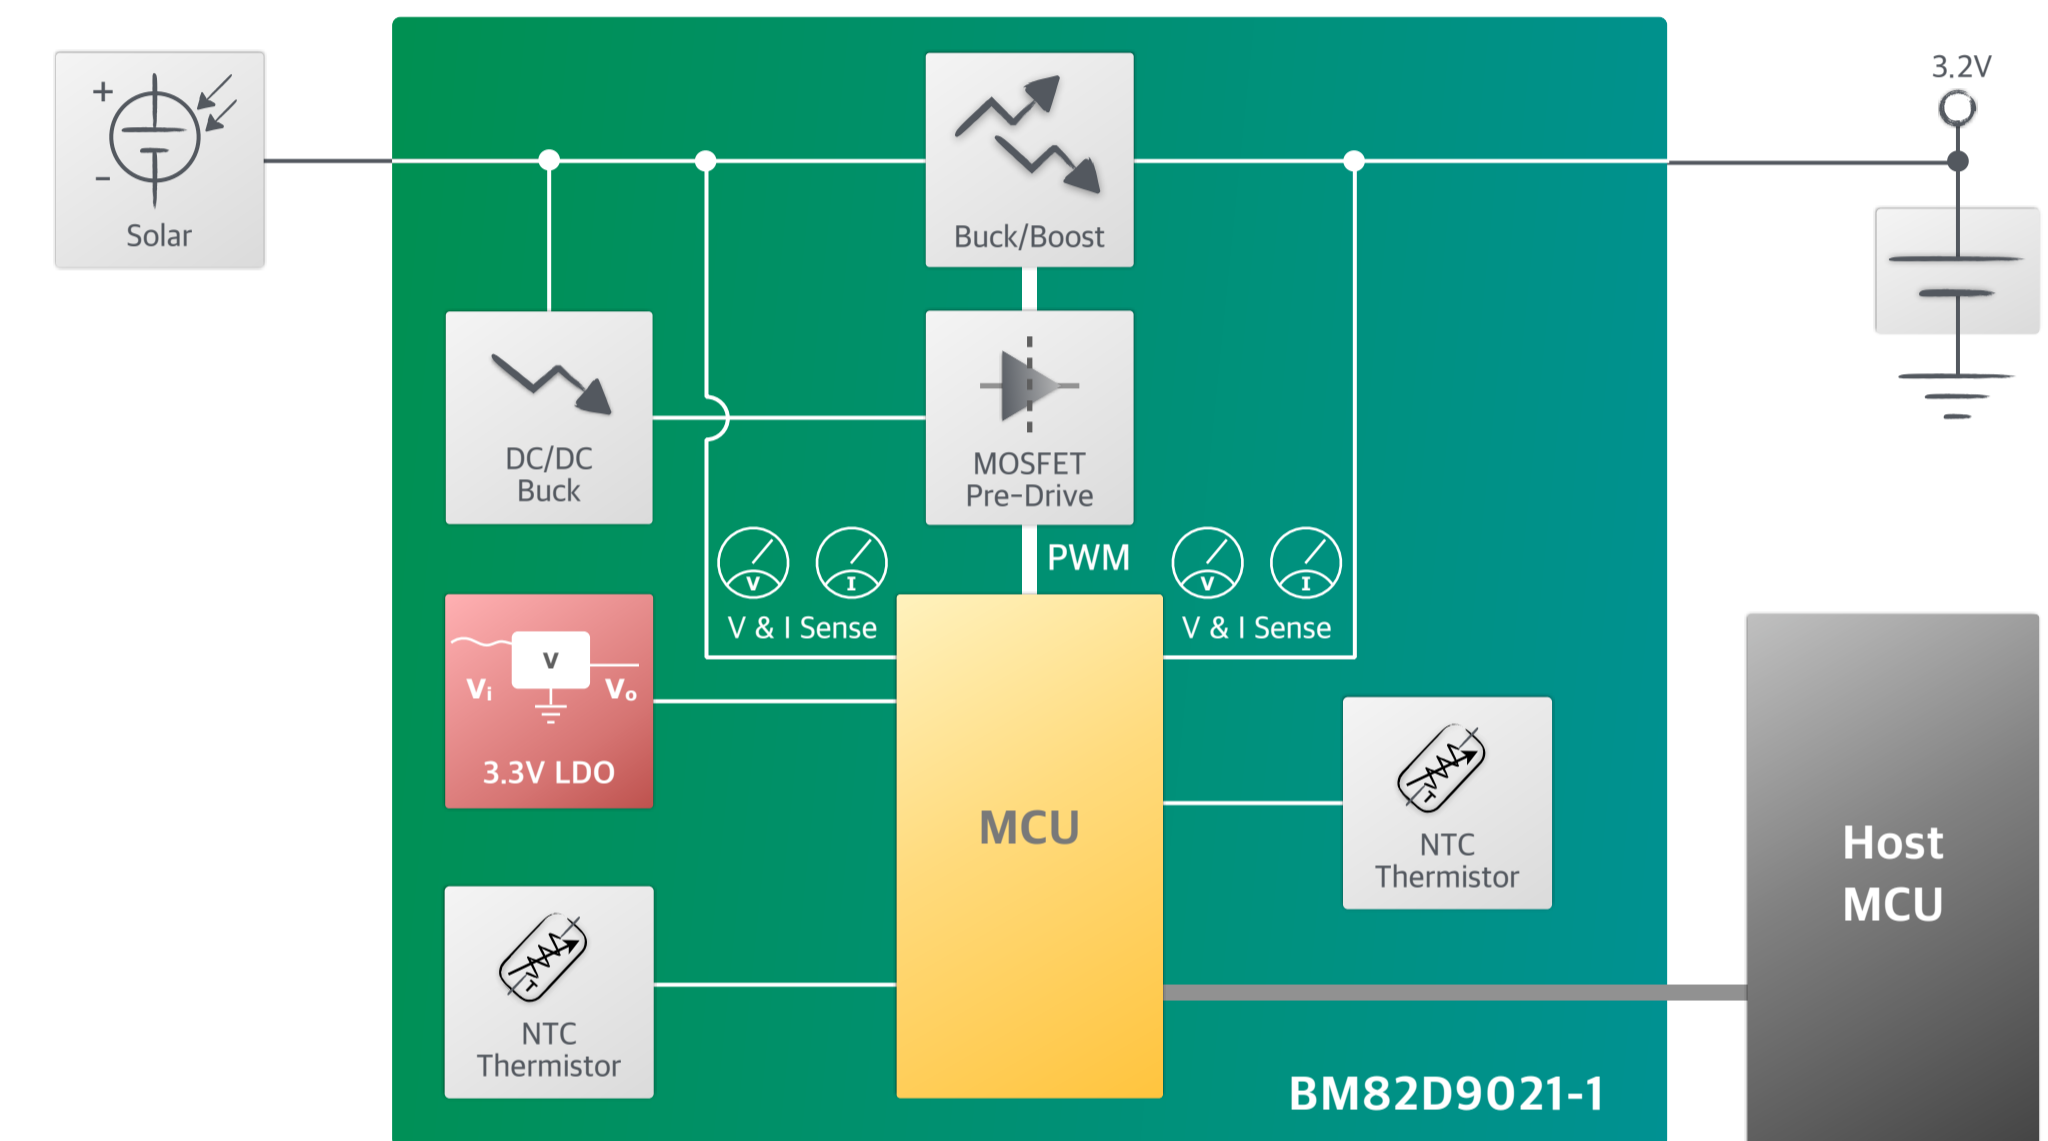 3.2V
+
−
Solar
Buck/Boost
DC/DC
Buck
MOSFET
Pre-Drive
PWM
V
I
V & I Sense
V
I
V & I Sense
V
Vi
Vo
3.3V LDO
MCU
T
NTC
Thermistor
Host
MCU
T
NTC
Thermistor
BM82D9021-1